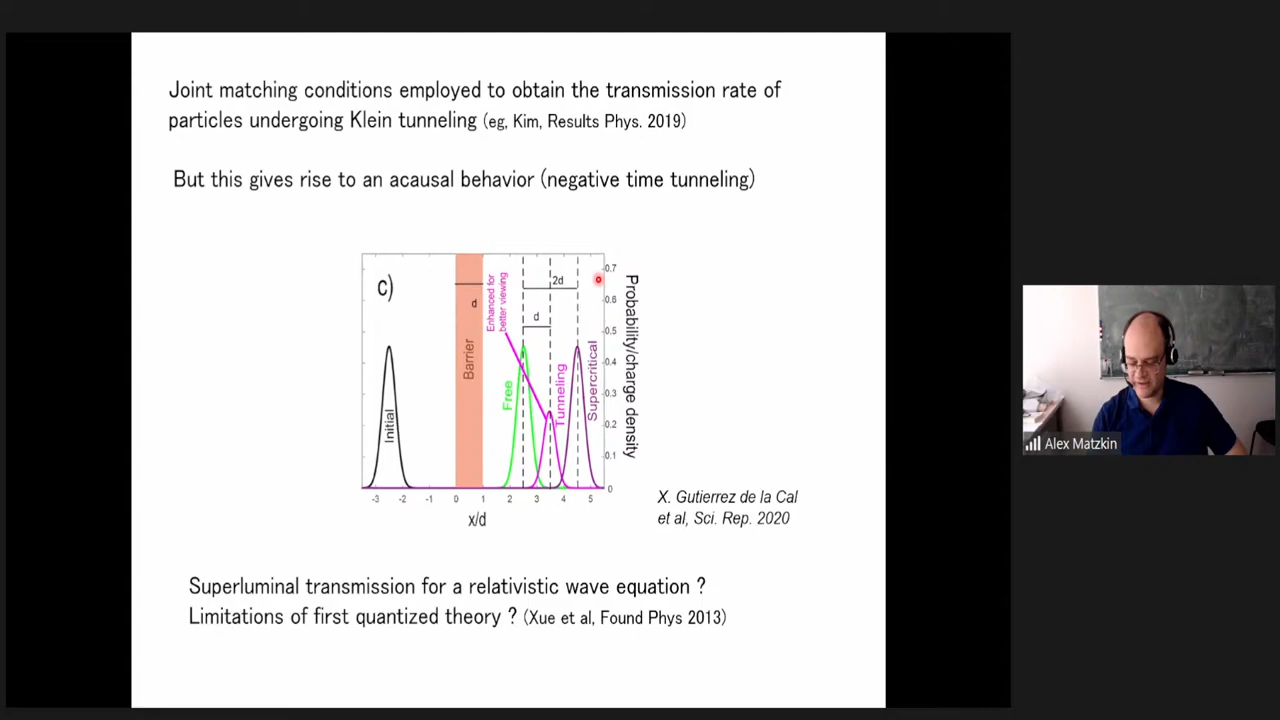 Joint matching conditions employed to obtain the transmission rate of
particles undergoing Klein tunneling (eg, Kim, Results Phys. 2019)
But this gives rise to an acausal behavior (negative time tunneling)
c)
d
Barrier
Initial
Enhanced for
better viewing
2d
d
Free
Tunneling
Supercritical
0.7
0.6
0.5
0.4
0.3
0.2
0.1
0
Probability/charge density
-3 -2 -1 0 1 2 3 4 5
x/d
X. Gutierrez de la Cal
et al, Sci. Rep. 2020
Superluminal transmission for a relativistic wave equation ?
Limitations of first quantized theory ? (Xue et al, Found Phys 2013)
Alex Matzkin